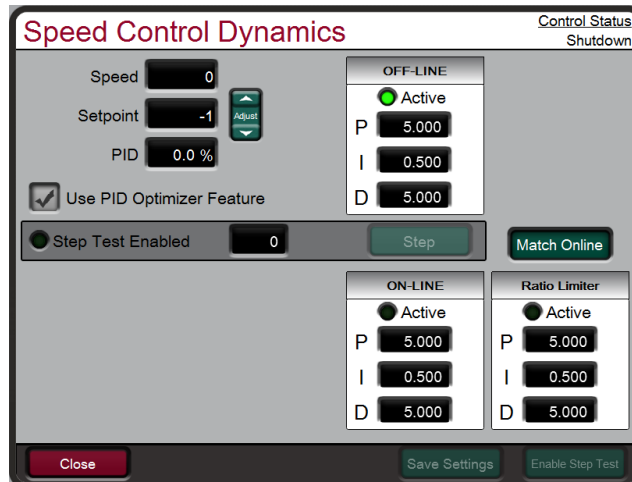 Speed Control Dynamics
Control Status
Shutdown
Speed 0
Setpoint -1
Adjust
PID 0.0 %
Use PID Optimizer Feature
OFF-LINE
Active
P 5.000
I 0.500
D 5.000
Step Test Enabled 0 Step
Match Online
ON-LINE
Active
P 5.000
I 0.500
D 5.000
Ratio Limiter
Active
P 5.000
I 0.500
D 5.000
Close
Save Settings
Enable Step Test